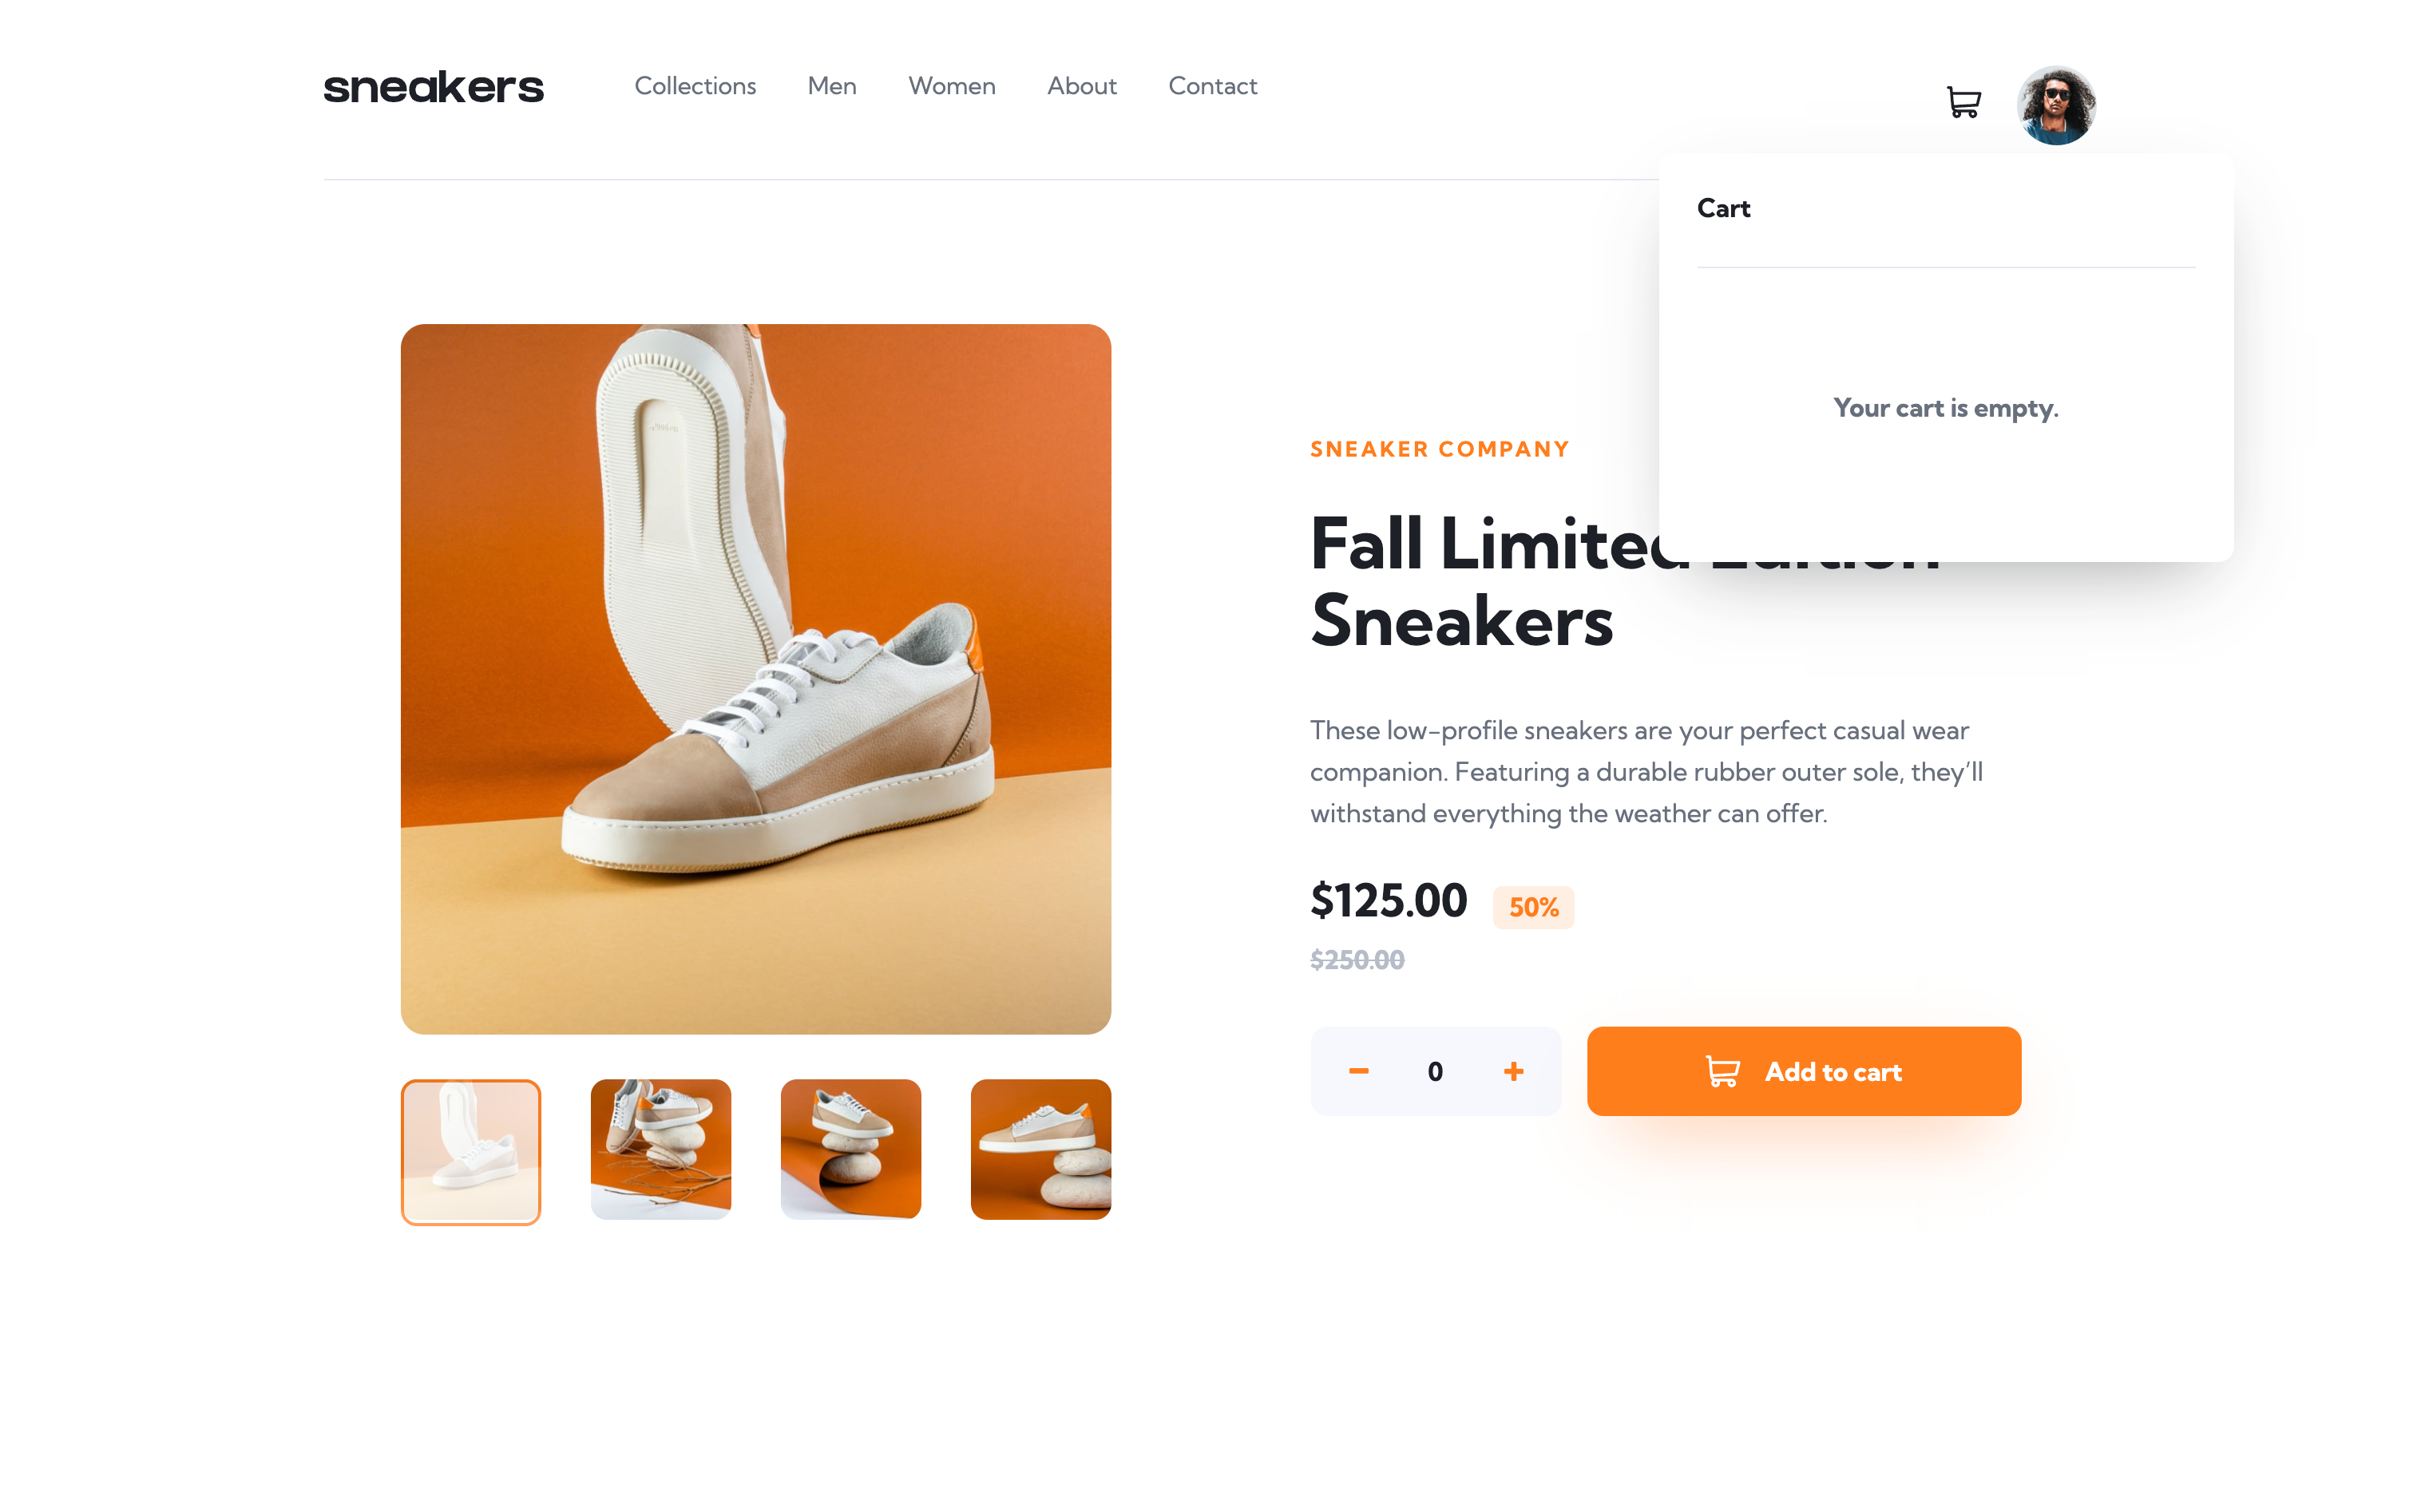 sneakers
Collections Men Women About Contact
Cart
Your cart is empty.
SNEAKER COMPANY
Fall Limited Edition
Sneakers
These low-profile sneakers are your perfect casual wear
companion. Featuring a durable rubber outer sole, they’ll
withstand everything the weather can offer.
$125.00 50%
$250.00
0
Add to cart